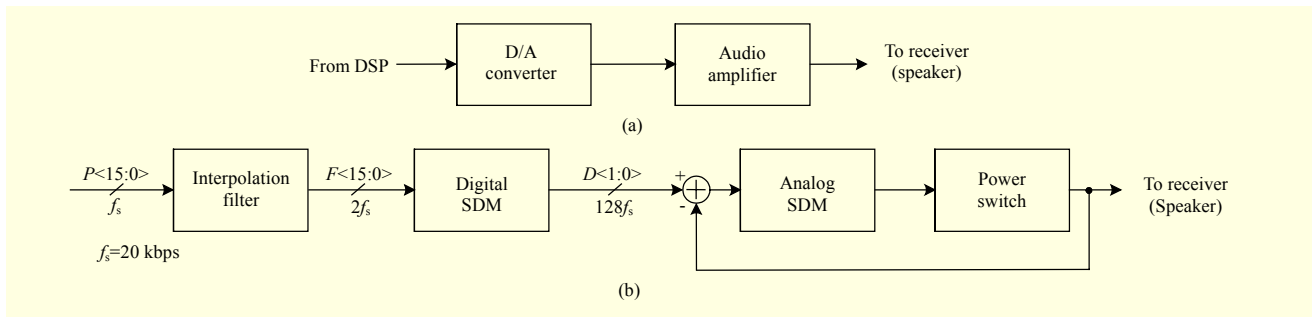 From DSP
D/A
converter
Audio
amplifier
To receiver
(speaker)
(a)
P<15:0>
fs
Interpolation
filter
F<15:0>
2fs
Digital
SDM
D<1:0>
128fs
+
-
Analog
SDM
Power
switch
To receiver
(Speaker)
fs=20 kbps
(b)